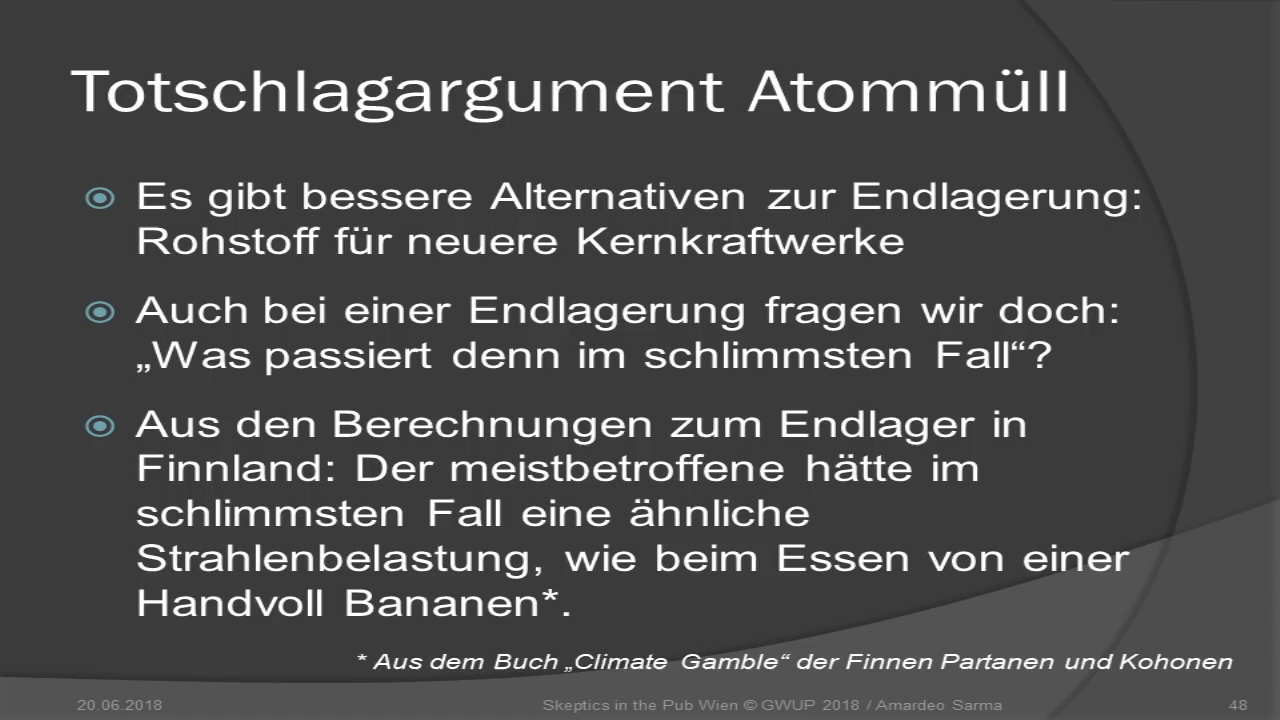 Totschlagargument Atommüll
Es gibt bessere Alternativen zur Endlagerung:
Rohstoff für neuere Kernkraftwerke
Auch bei einer Endlagerung fragen wir doch:
„Was passiert denn im schlimmsten Fall“?
Aus den Berechnungen zum Endlager in
Finnland: Der meistbetroffene hätte im
schlimmsten Fall eine ähnliche
Strahlenbelastung, wie beim Essen von einer
Handvoll Bananen*.
* Aus dem Buch „Climate Gamble“ der Finnen Partanen und Kohonen
20.06.2018 Skeptics in the Pub Wien © GWUP 2018 / Amardeo Sarma 48